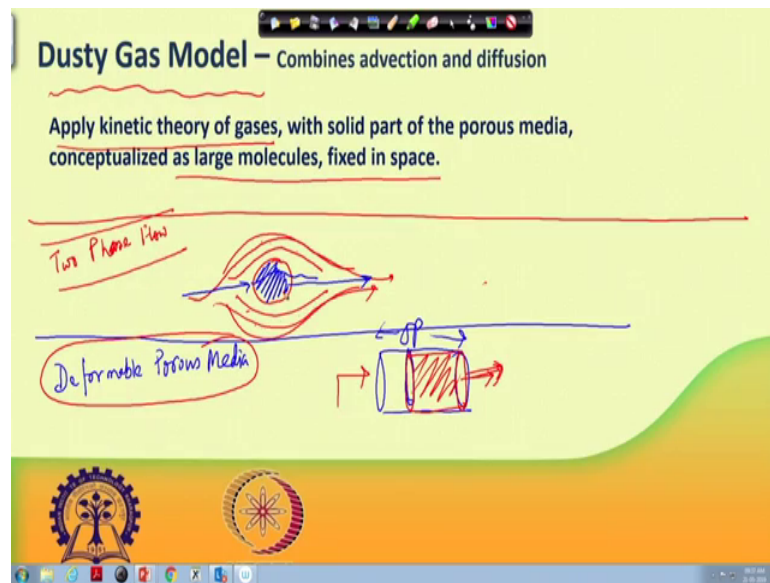 Dusty Gas Model – Combines advection and diffusion
Apply kinetic theory of gases, with solid part of the porous media,
conceptualized as large molecules, fixed in space.
Two Phase Flow
Deformable Porous Media